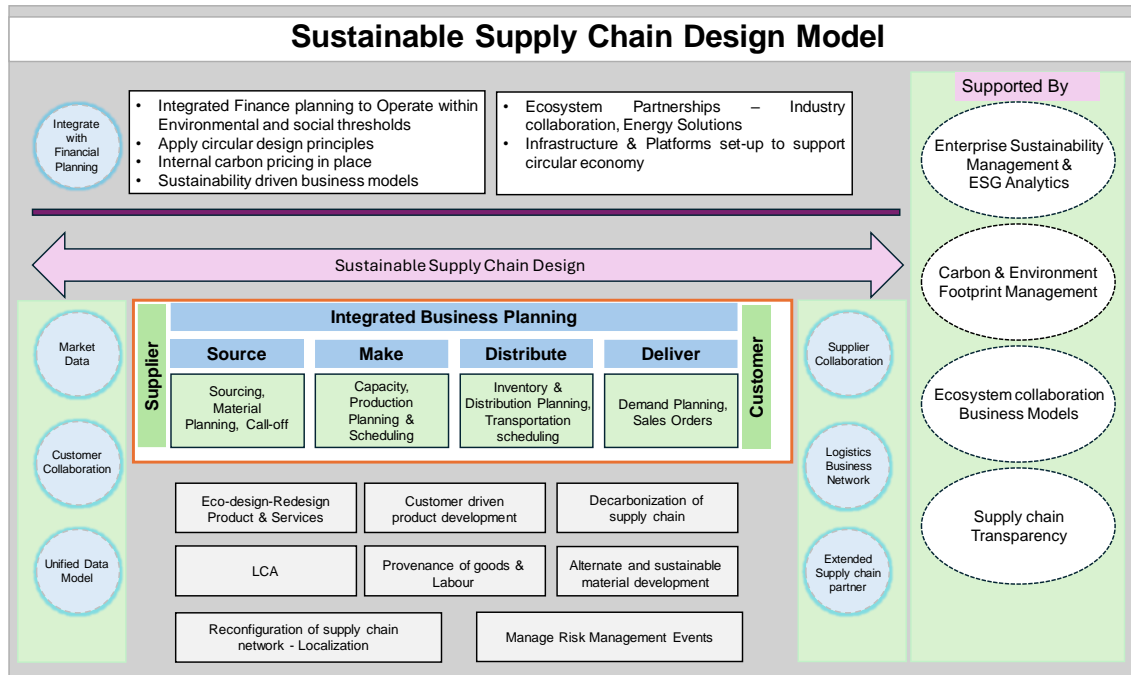 Sustainable Supply Chain Design Model
Integrate
with
Financial
Planning
• Integrated Finance planning to Operate within
Environmental and social thresholds
• Apply circular design principles
• Internal carbon pricing in place
• Sustainability driven business models
• Ecosystem Partnerships – Industry
collaboration, Energy Solutions
• Infrastructure & Platforms set-up to support
circular economy
Supported By
Enterprise Sustainability
Management &
ESG Analytics
Carbon & Environment
Footprint Management
Ecosystem collaboration
Business Models
Supply chain
Transparency
Sustainable Supply Chain Design
Market
Data
Customer
Collaboration
Unified Data
Model
Supplier
Integrated Business Planning
Source
Make
Distribute
Deliver
Sourcing,
Material
Planning, Call-off
Capacity,
Production
Planning &
Scheduling
Inventory &
Distribution Planning,
Transportation
scheduling
Demand Planning,
Sales Orders
Customer
Supplier
Collaboration
Logistics
Business
Network
Extended
Supply chain
partner
Eco-design-Redesign
Product & Services
Customer driven
product development
Decarbonization of
supply chain
LCA
Provenance of goods &
Labour
Alternate and sustainable
material development
Reconfiguration of supply chain
network - Localization
Manage Risk Management Events